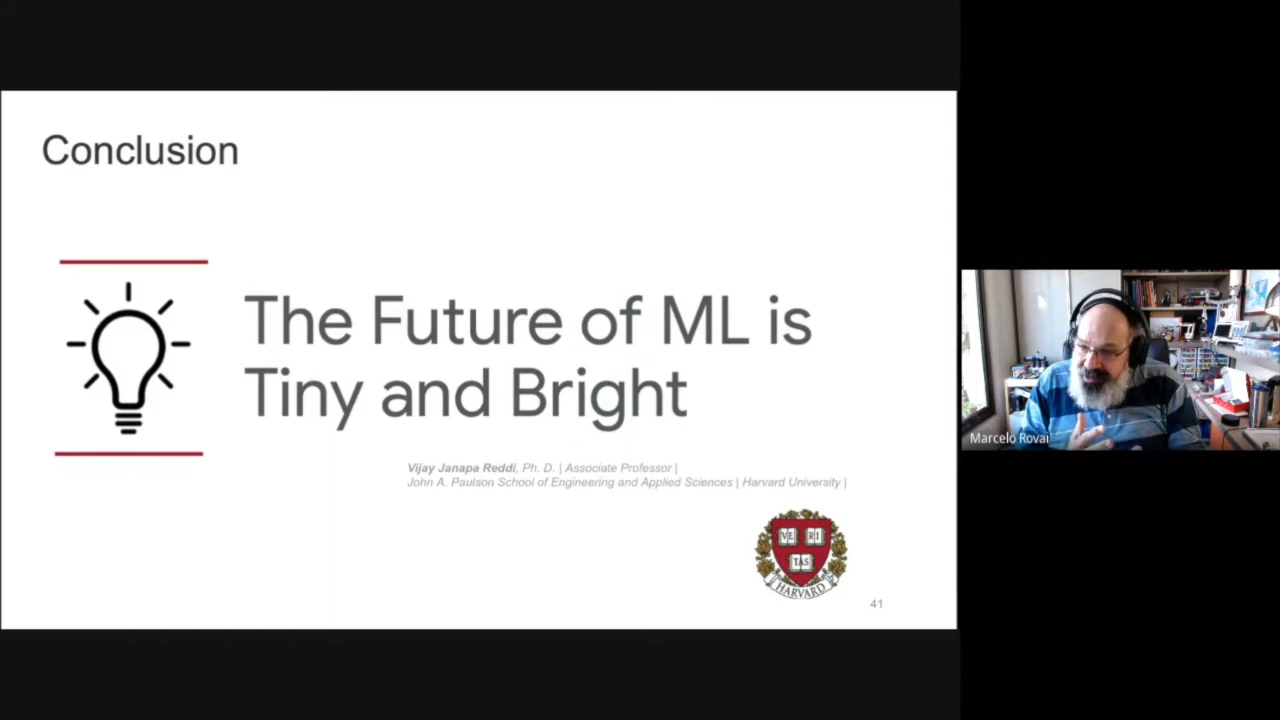 Conclusion
The Future of ML is
Tiny and Bright
Vijay Janapa Reddi, Ph. D. | Associate Professor |
John A. Paulson School of Engineering and Applied Sciences | Harvard University |
VE RI
TAS
HARVARD
41
Marcelo Rovai